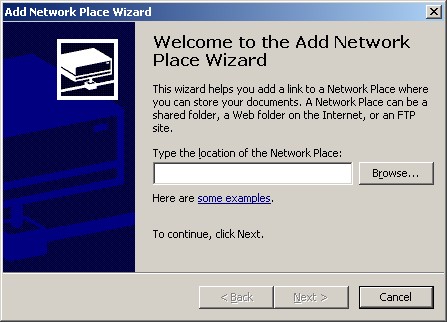 Add Network Place Wizard
Welcome to the Add Network
Place Wizard
This wizard helps you add a link to a Network Place where
you can store your documents. A Network Place can be a
shared folder, a Web folder on the Internet, or an FTP
site.
Type the location of the Network Place:
Browse...
Here are some examples.
To continue, click Next.
< Back
Next >
Cancel